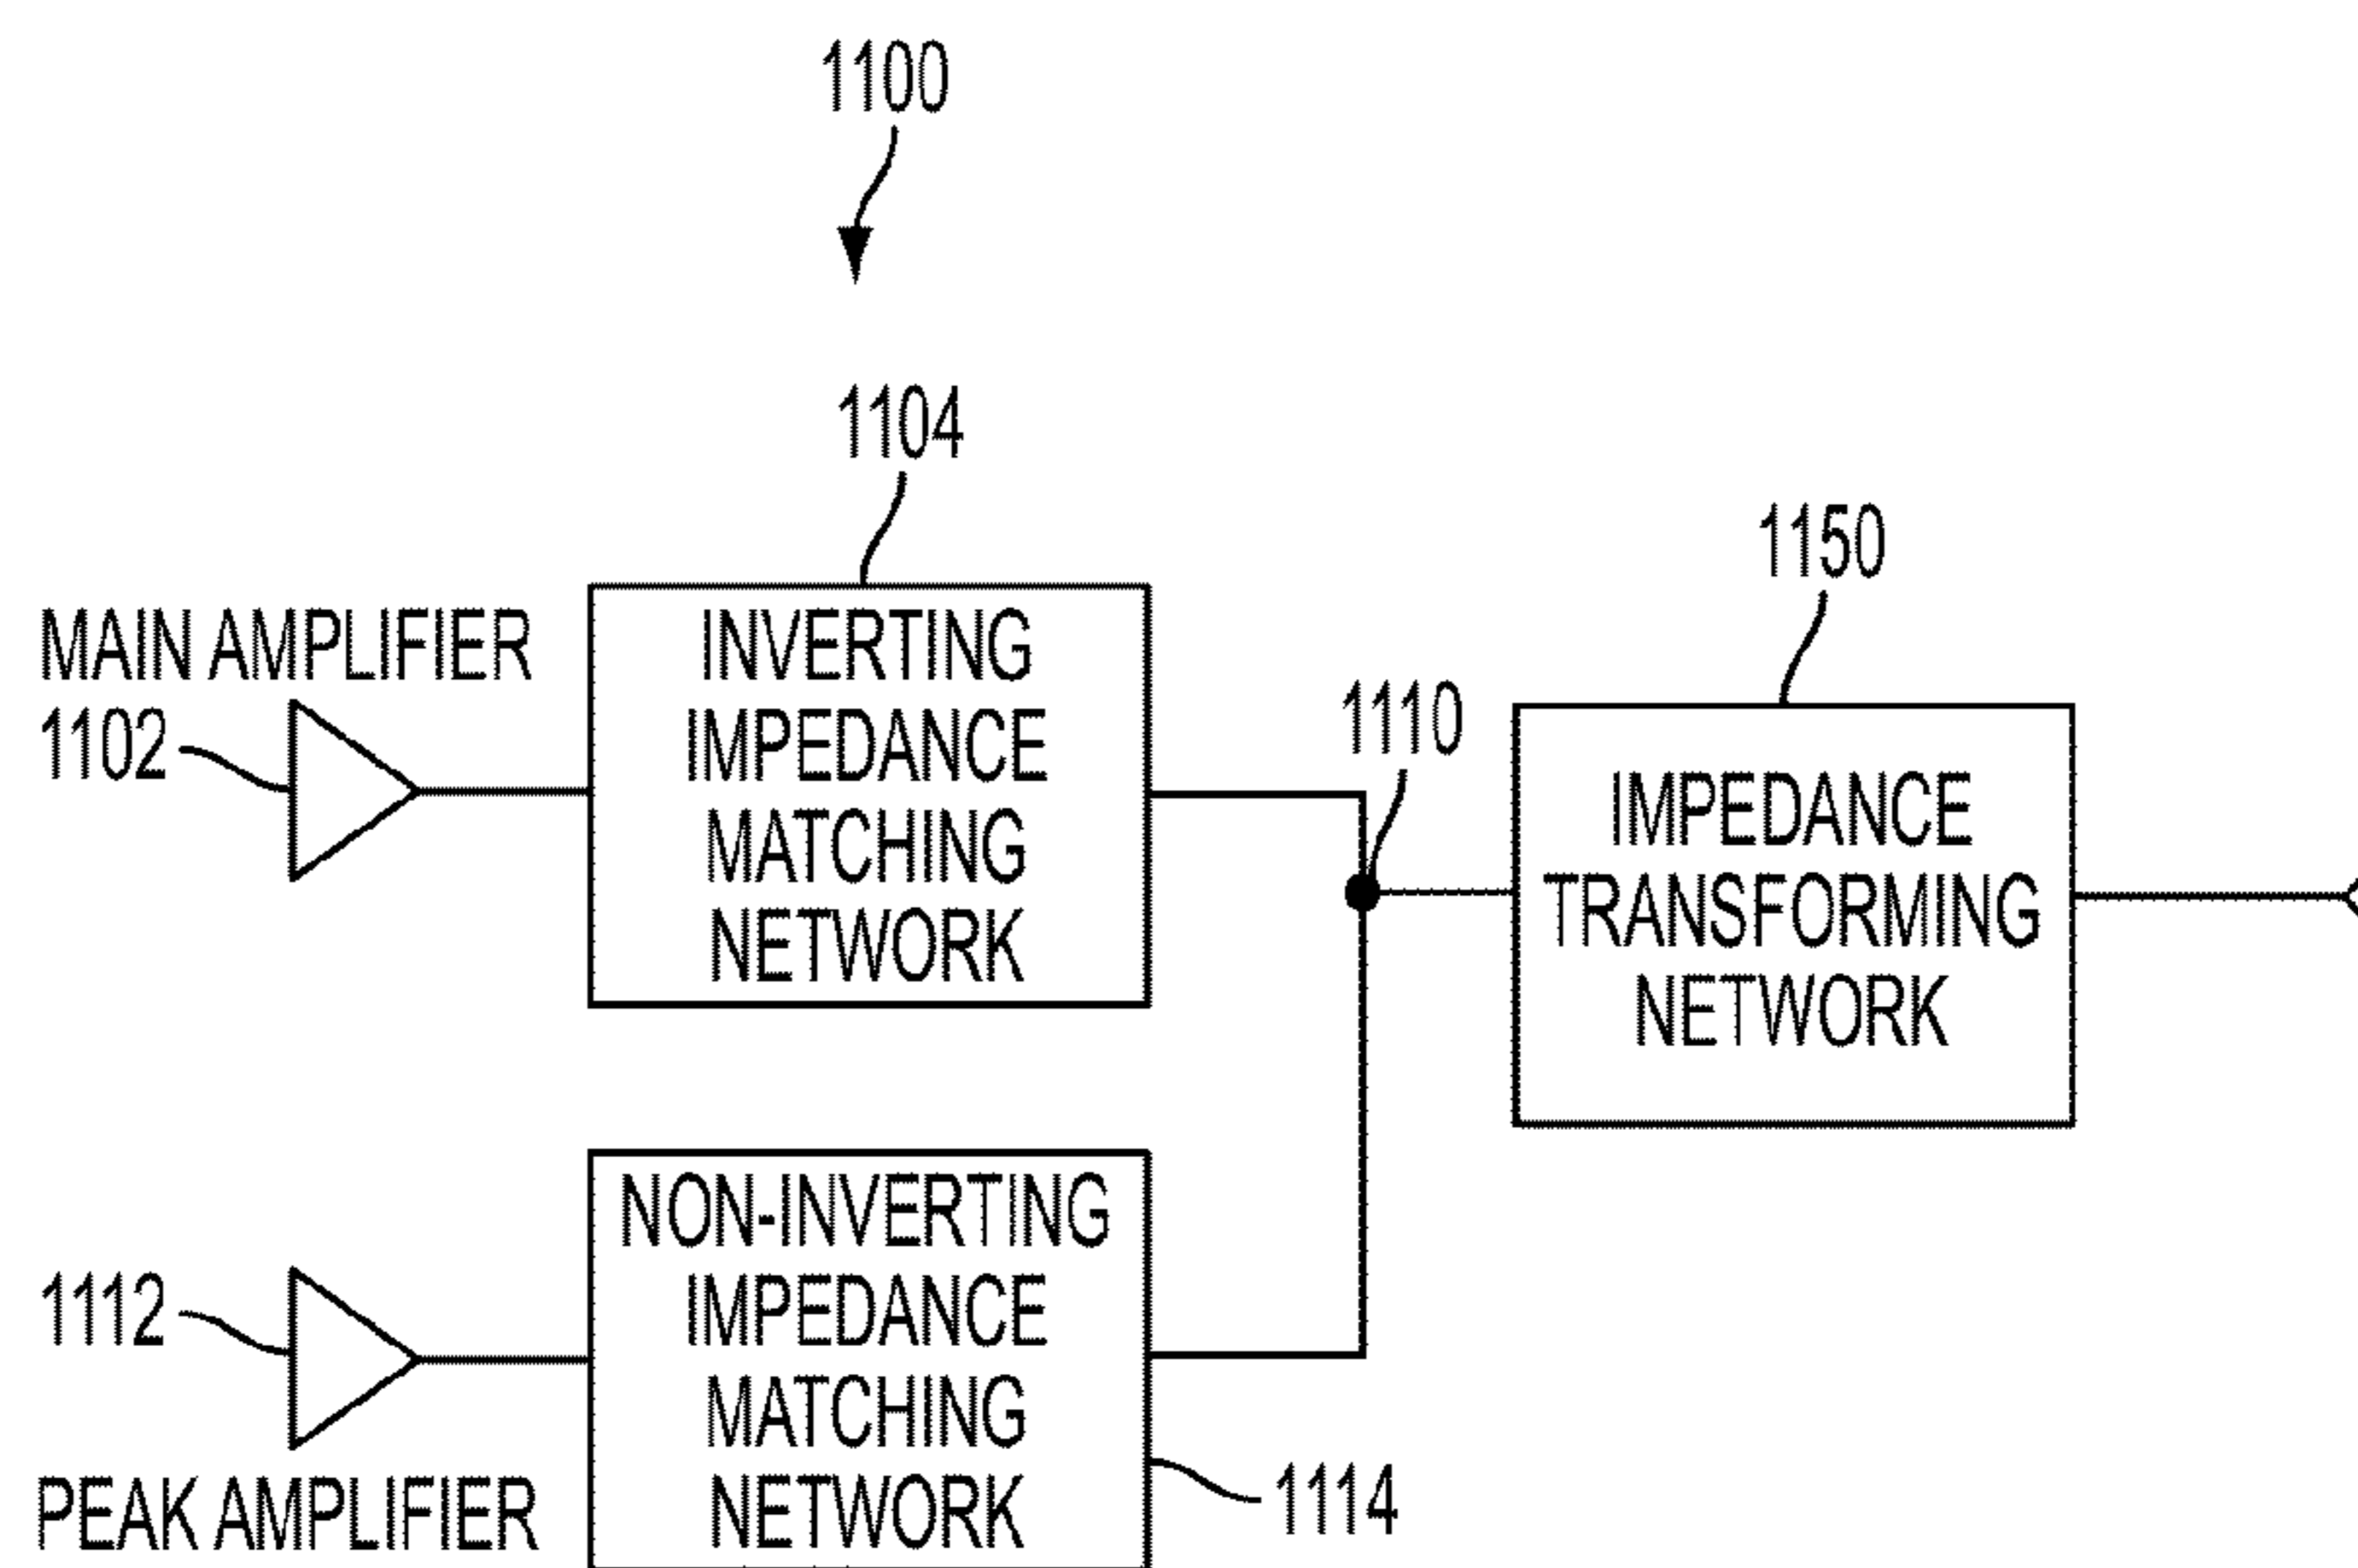 1100
1104
1150
MAIN AMPLIFIER
1102
INVERTING
IMPEDANCE
MATCHING
NETWORK
1110
IMPEDANCE
TRANSFORMING
NETWORK
1112
PEAK AMPLIFIER
NON-INVERTING
IMPEDANCE
MATCHING
NETWORK
1114